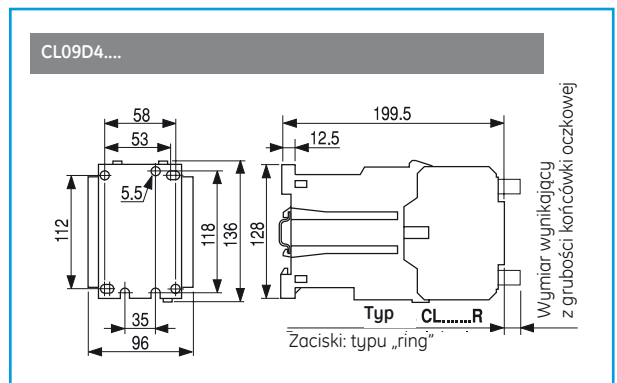 CL09D4....
58
53
5.5
112
118
136
35
96
199.5
12.5
128
Typ CL......R
Zaciski: typu „ring”
Wymiar wynikający
z grubości końcówki oczkowej